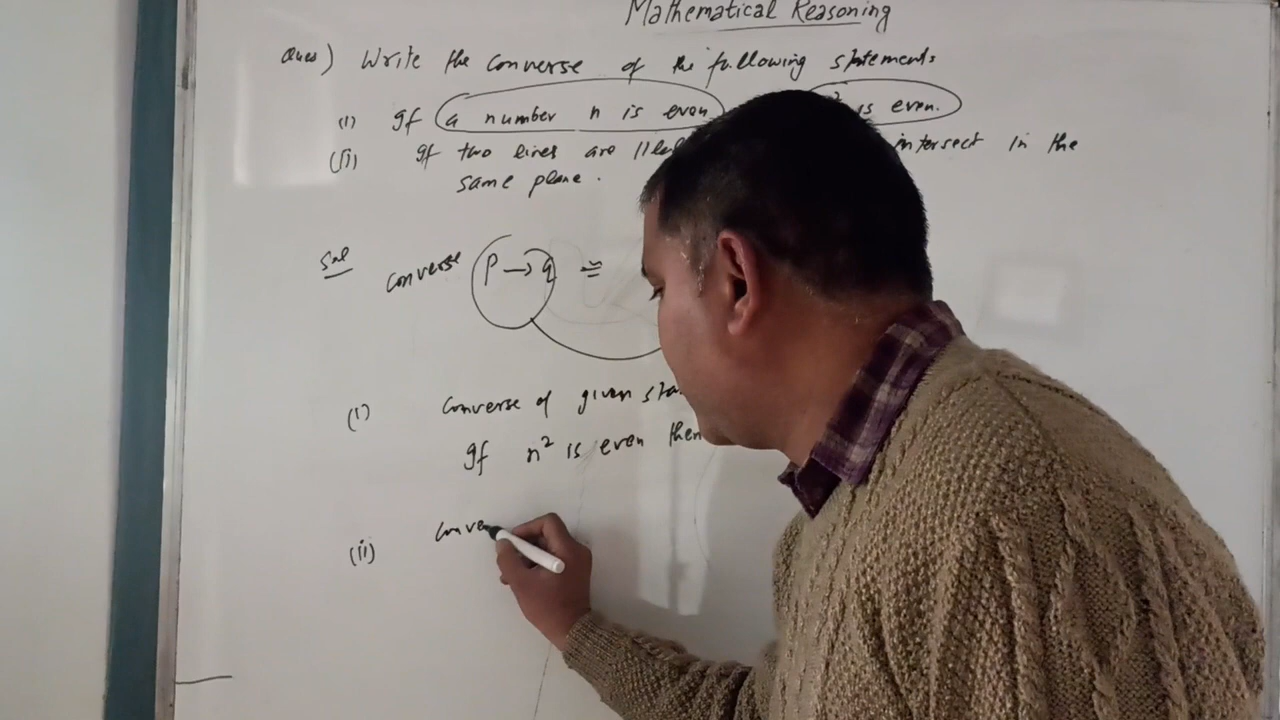 Mathematical Reasoning
Ques) Write the converse of the following statements
(i) If a number n is even is even.
(ii) If two lines are intersect in the
same plane.
Sol converse p → q ≅
(i) Converse of given
If n² is even then
(ii) Conve